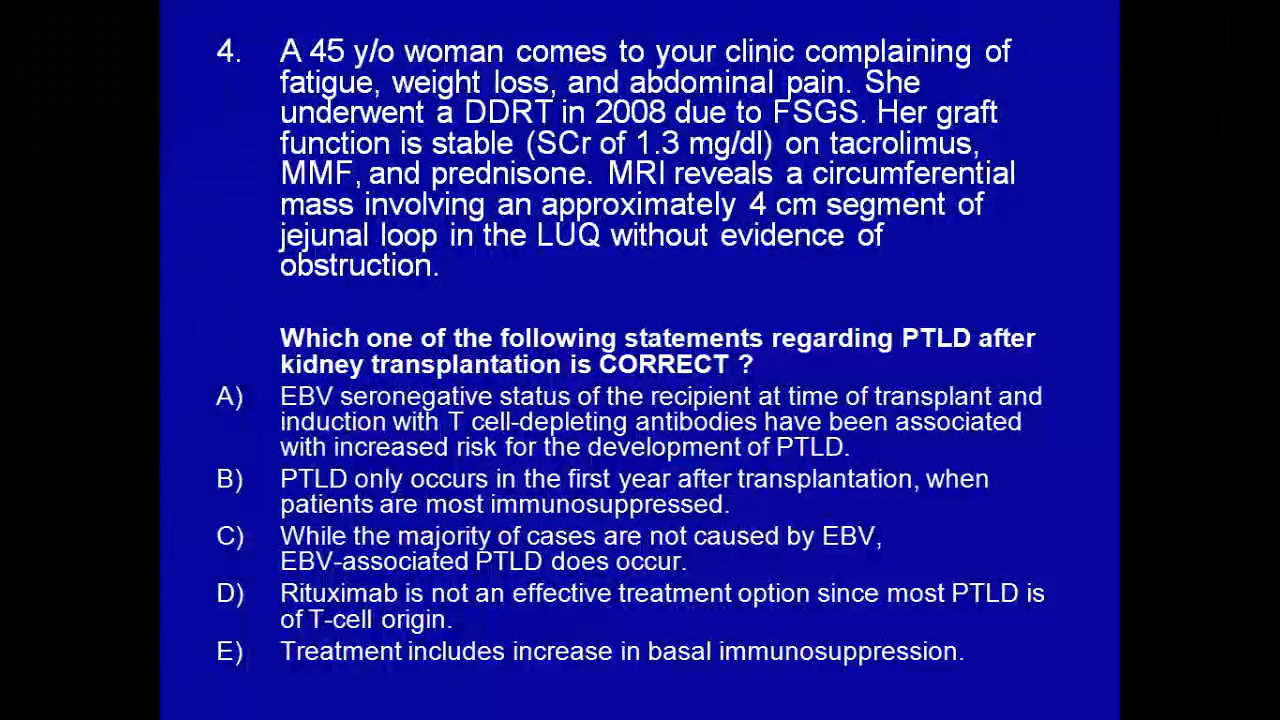 4. A 45 y/o woman comes to your clinic complaining of
fatigue, weight loss, and abdominal pain. She
underwent a DDRT in 2008 due to FSGS. Her graft
function is stable (SCr of 1.3 mg/dl) on tacrolimus,
MMF, and prednisone. MRI reveals a circumferential
mass involving an approximately 4 cm segment of
jejunal loop in the LUQ without evidence of
obstruction.
Which one of the following statements regarding PTLD after
kidney transplantation is CORRECT ?
A) EBV seronegative status of the recipient at time of transplant and
induction with T cell-depleting antibodies have been associated
with increased risk for the development of PTLD.
B) PTLD only occurs in the first year after transplantation, when
patients are most immunosuppressed.
C) While the majority of cases are not caused by EBV,
EBV-associated PTLD does occur.
D) Rituximab is not an effective treatment option since most PTLD is
of T-cell origin.
E) Treatment includes increase in basal immunosuppression.